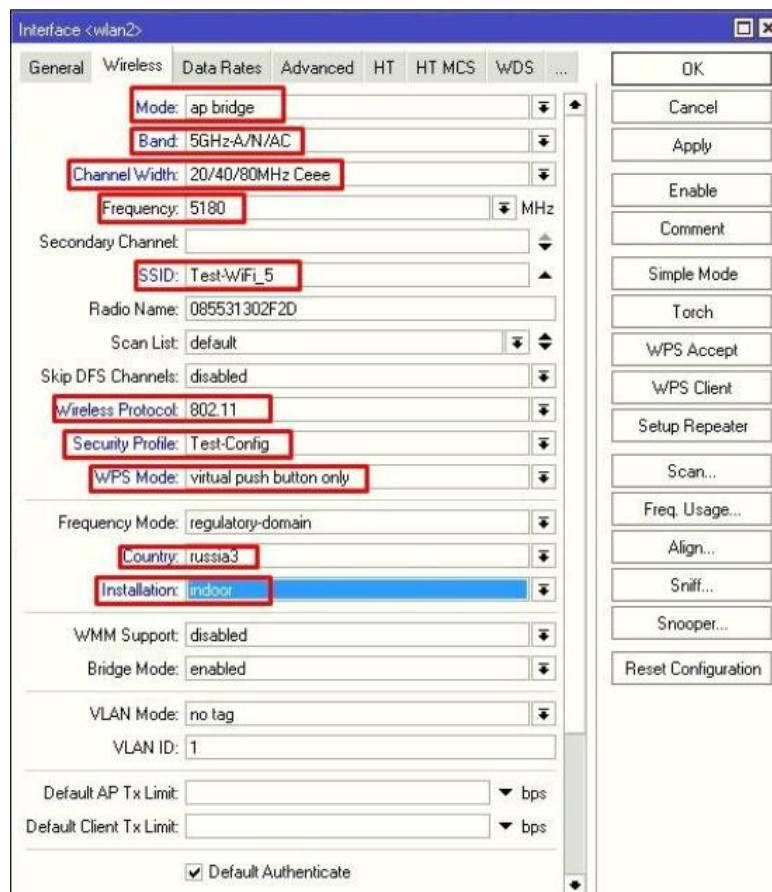 Interface <wlan2>
General Wireless Data Rates Advanced HT HT MCS WDS ...
Mode: ap bridge
Band: 5GHz-A/N/AC
Channel Width: 20/40/80MHz Ceee
Frequency: 5180 MHz
Secondary Channel:
SSID: Test-WiFi_5
Radio Name: 085531302F2D
Scan List: default
Skip DFS Channels: disabled
Wireless Protocol: 802.11
Security Profile: Test-Config
WPS Mode: virtual push button only
Frequency Mode: regulatory-domain
Country: russia3
Installation: indoor
WMM Support: disabled
Bridge Mode: enabled
VLAN Mode: no tag
VLAN ID: 1
Default AP Tx Limit: bps
Default Client Tx Limit: bps
Default Authenticate
OK
Cancel
Apply
Enable
Comment
Simple Mode
Torch
WPS Accept
WPS Client
Setup Repeater
Scan...
Freq. Usage...
Align...
Sniff...
Snooper...
Reset Configuration